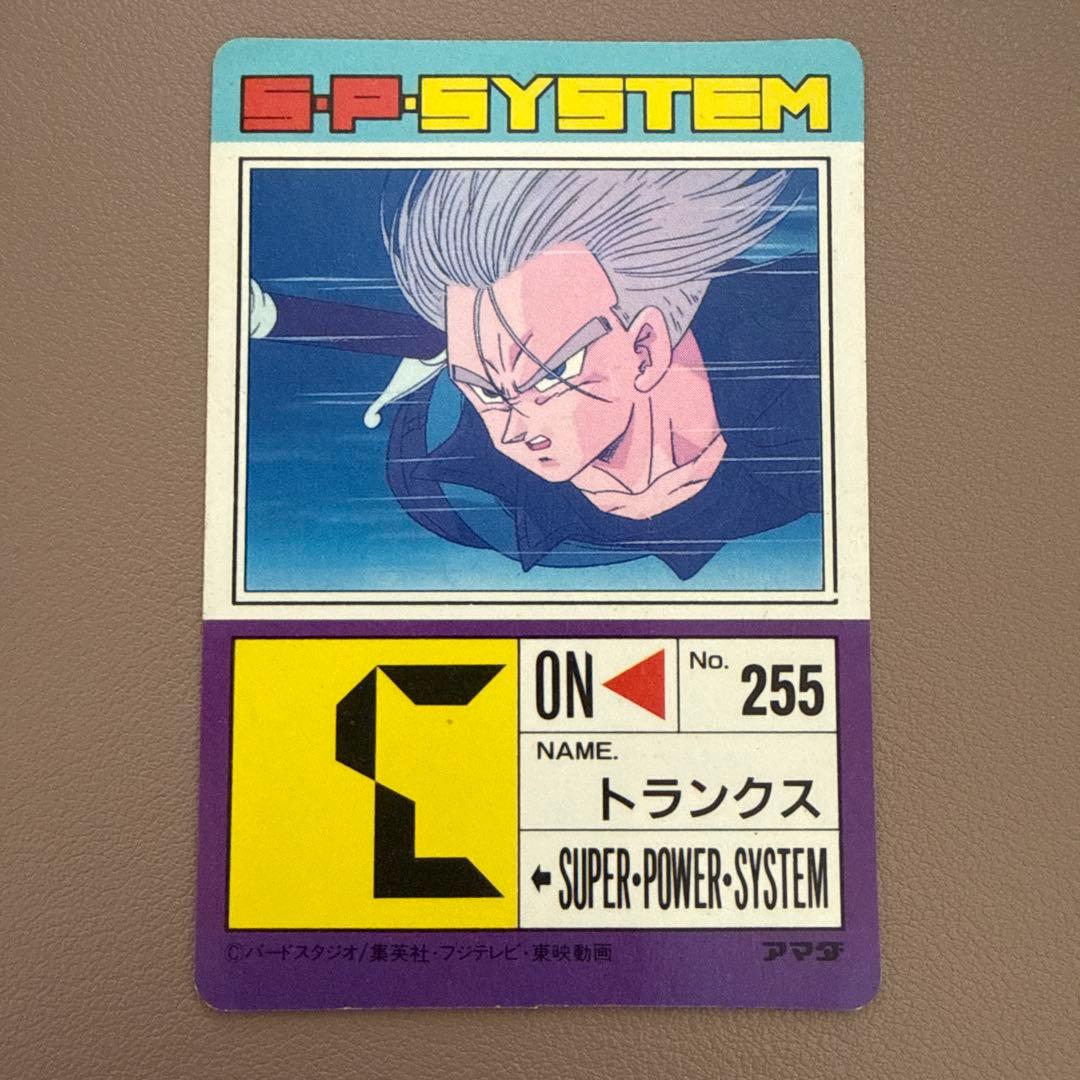 S·P·SYSTEM
ON
No. 255
NAME.
トランクス
SUPER·POWER·SYSTEM
©バードスタジオ/集英社・フジテレビ・東映動画
アマダ